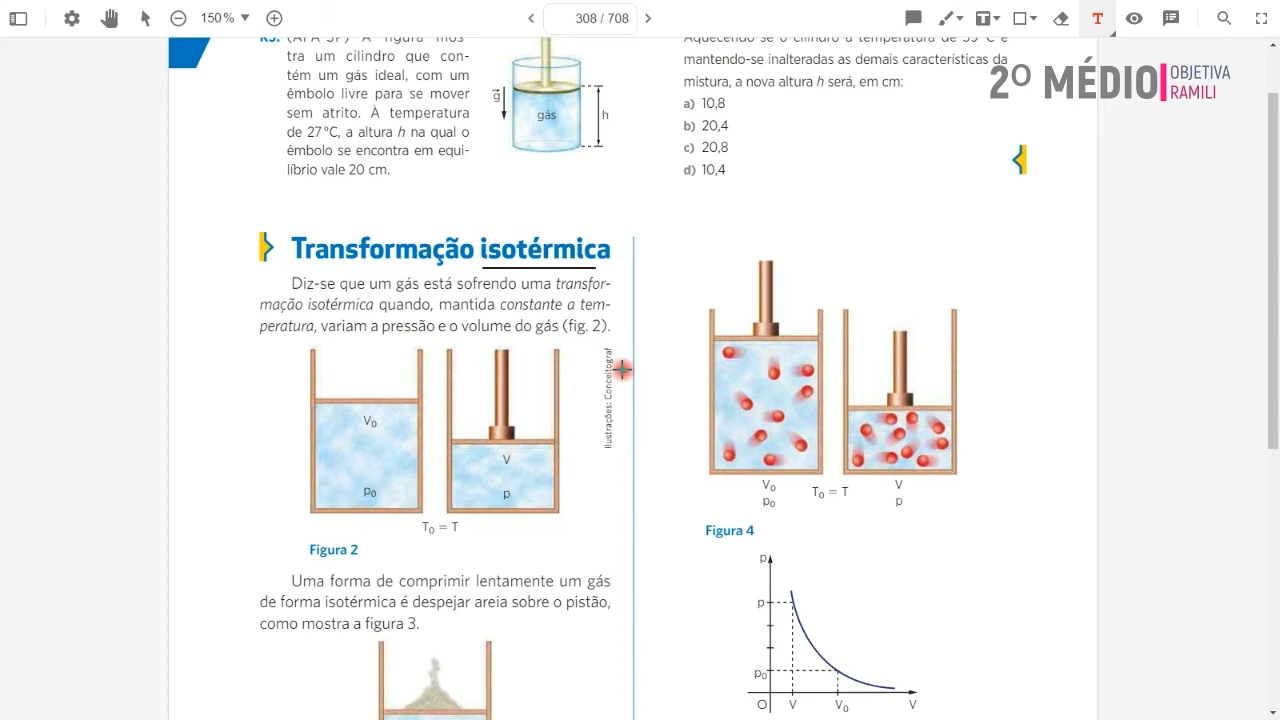 150%
308 / 708
2º MÉDIO
OBJETIVA
RAMILI
tra um cilindro que con-
tém um gás ideal, com um
êmbolo livre para se mover
sem atrito. À temperatura
de 27 °C, a altura h na qual o
êmbolo se encontra em equi-
líbrio vale 20 cm.
g
gás
h
mantendo-se inalteradas as demais características da
mistura, a nova altura h será, em cm:
a) 10,8
b) 20,4
c) 20,8
d) 10,4
Transformação isotérmica
Diz-se que um gás está sofrendo uma transfor-
mação isotérmica quando, mantida constante a tem-
peratura, variam a pressão e o volume do gás (fig. 2).
V₀
p₀
V
p
T₀ = T
Ilustrações: Conceitograf
Figura 2
Uma forma de comprimir lentamente um gás
de forma isotérmica é despejar areia sobre o pistão,
como mostra a figura 3.
V₀
p₀
T₀ = T
V
p
Figura 4
p
p
p₀
O
V
V₀
V